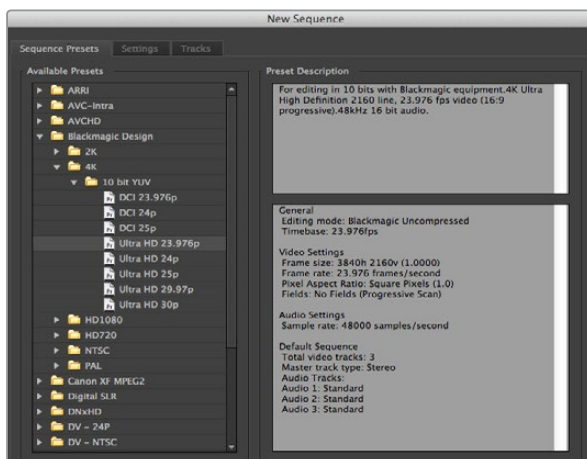 New Sequence
Sequence Presets
Settings
Tracks
Available Presets
ARRI
AVC-Intra
AVCHD
Blackmagic Design
2K
4K
10 bit YUV
DCI 23.976p
DCI 24p
DCI 25p
Ultra HD 23.976p
Ultra HD 24p
Ultra HD 25p
Ultra HD 29.97p
Ultra HD 30p
HD1080
HD720
NTSC
PAL
Canon XF MPEG2
Digital SLR
DNxHD
DV - 24P
DV - NTSC
Preset Description
For editing in 10 bits with Blackmagic equipment.4K Ultra
High Definition 2160 line, 23.976 fps video (16:9
progressive).48kHz 16 bit audio.
General
Editing mode: Blackmagic Uncompressed
Timebase: 23.976fps
Video Settings
Frame size: 3840h 2160v (1.0000)
Frame rate: 23.976 frames/second
Pixel Aspect Ratio: Square Pixels (1.0)
Fields: No Fields (Progressive Scan)
Audio Settings
Sample rate: 48000 samples/second
Default Sequence
Total video tracks: 3
Master track type: Stereo
Audio Tracks:
Audio 1: Standard
Audio 2: Standard
Audio 3: Standard